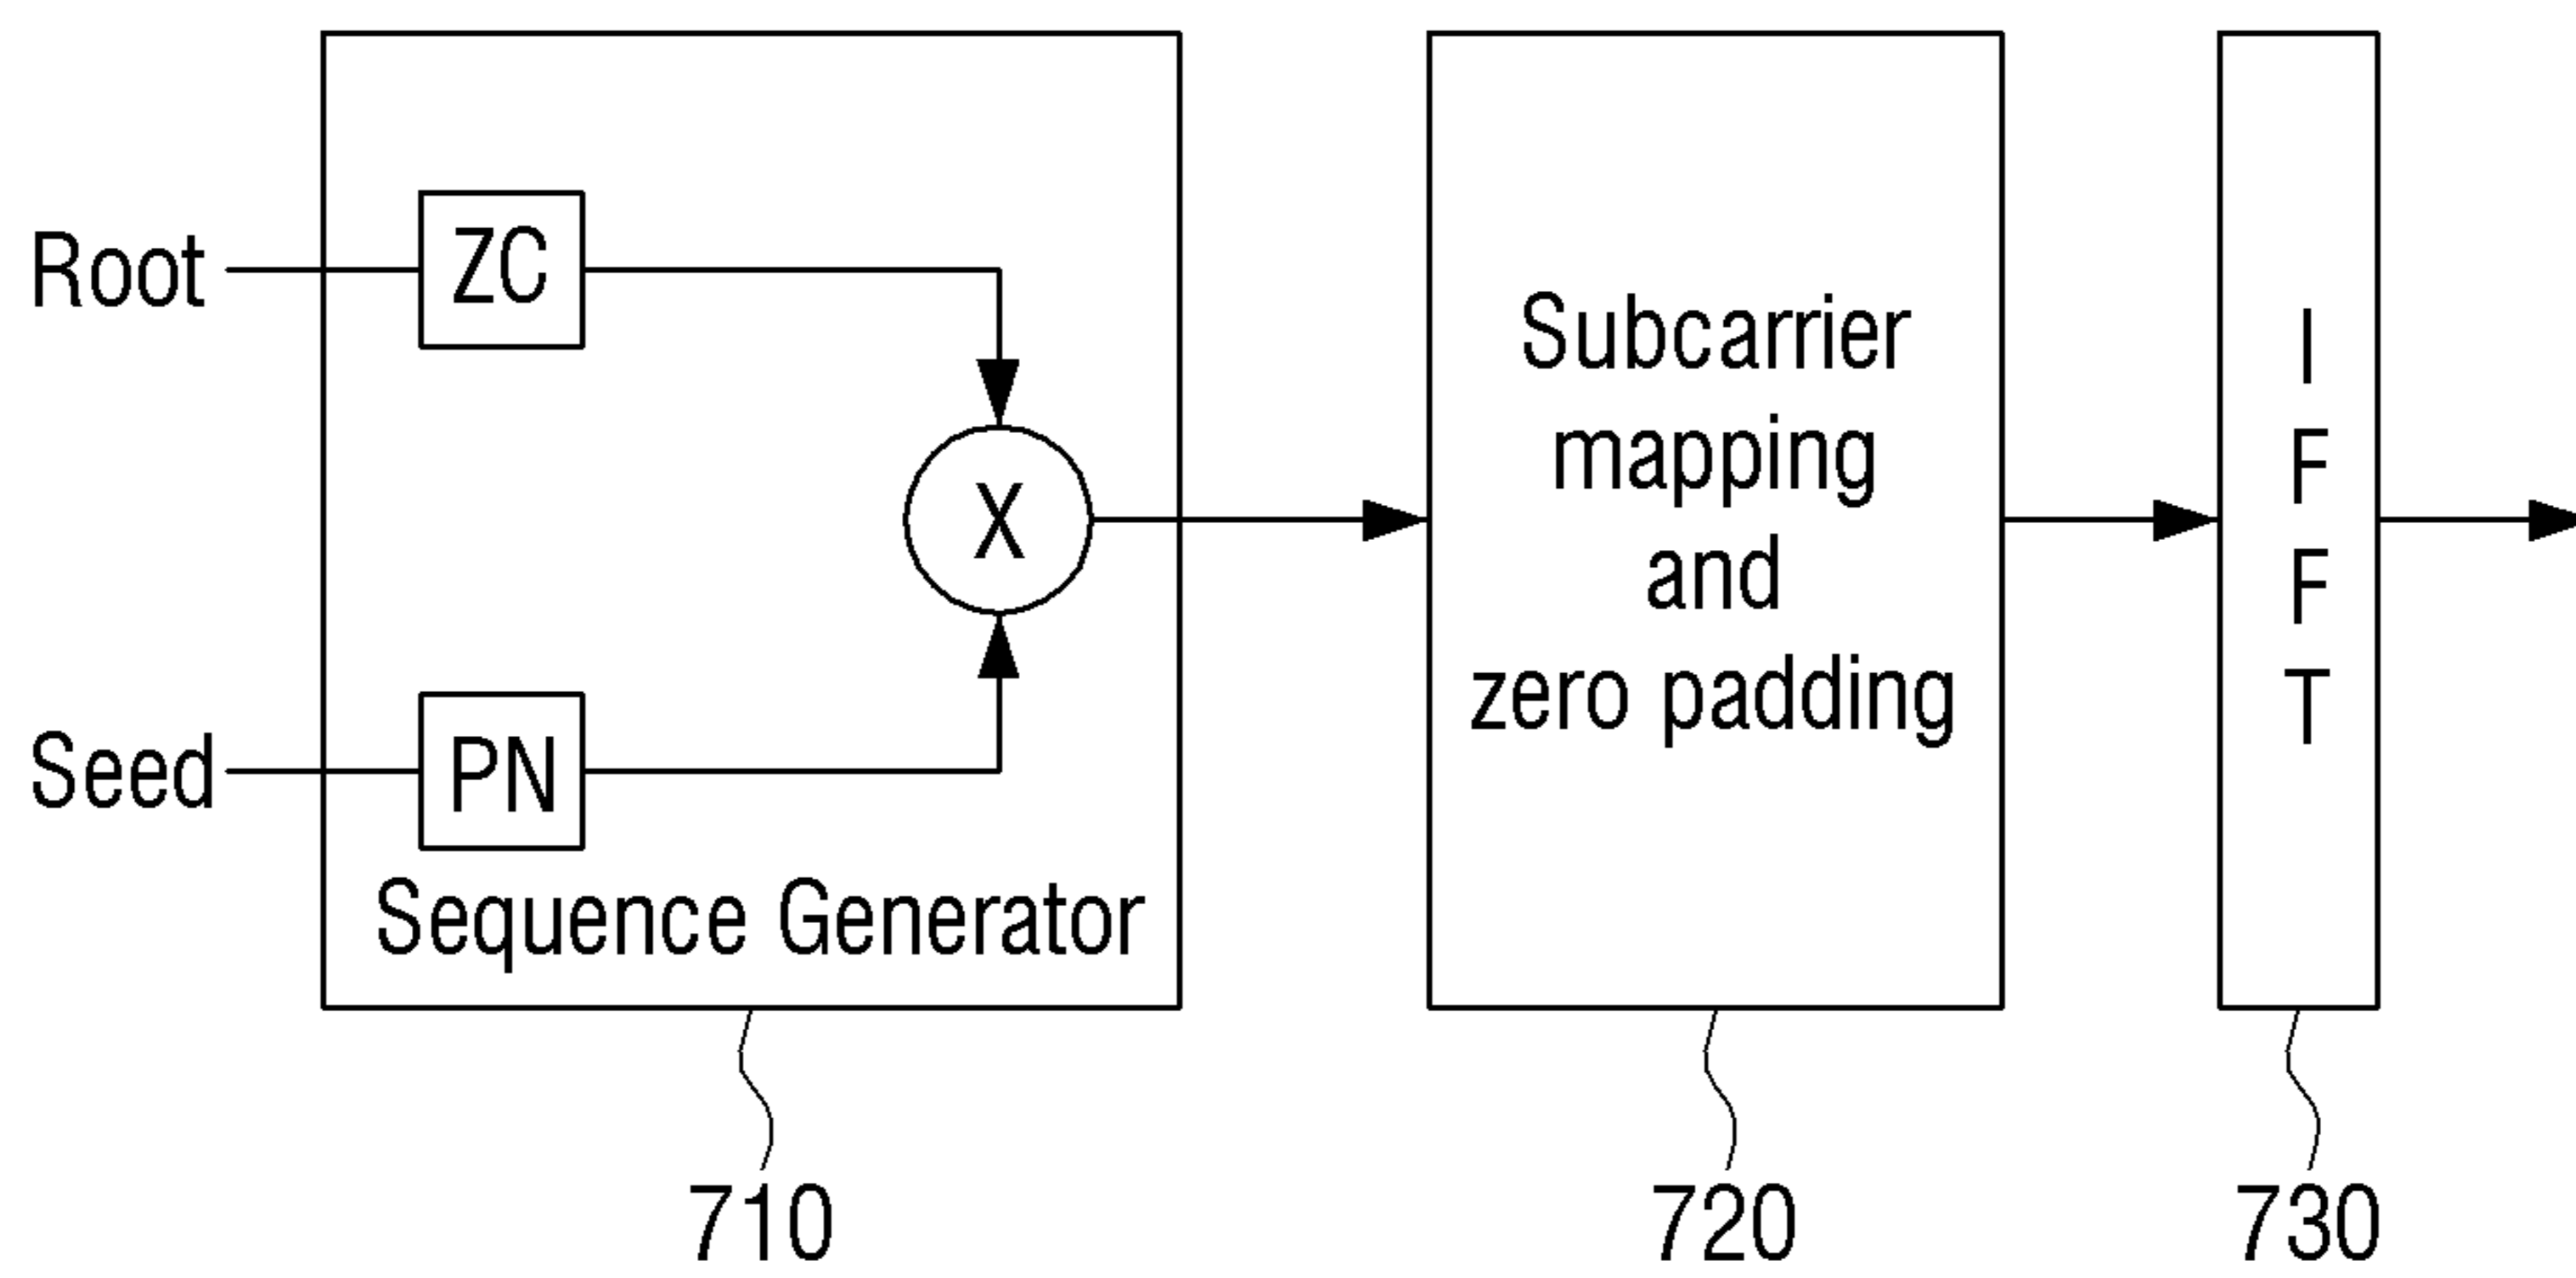 Root
ZC
X
Seed
PN
Sequence Generator
710
Subcarrier
mapping
and
zero padding
720
I
F
F
T
730